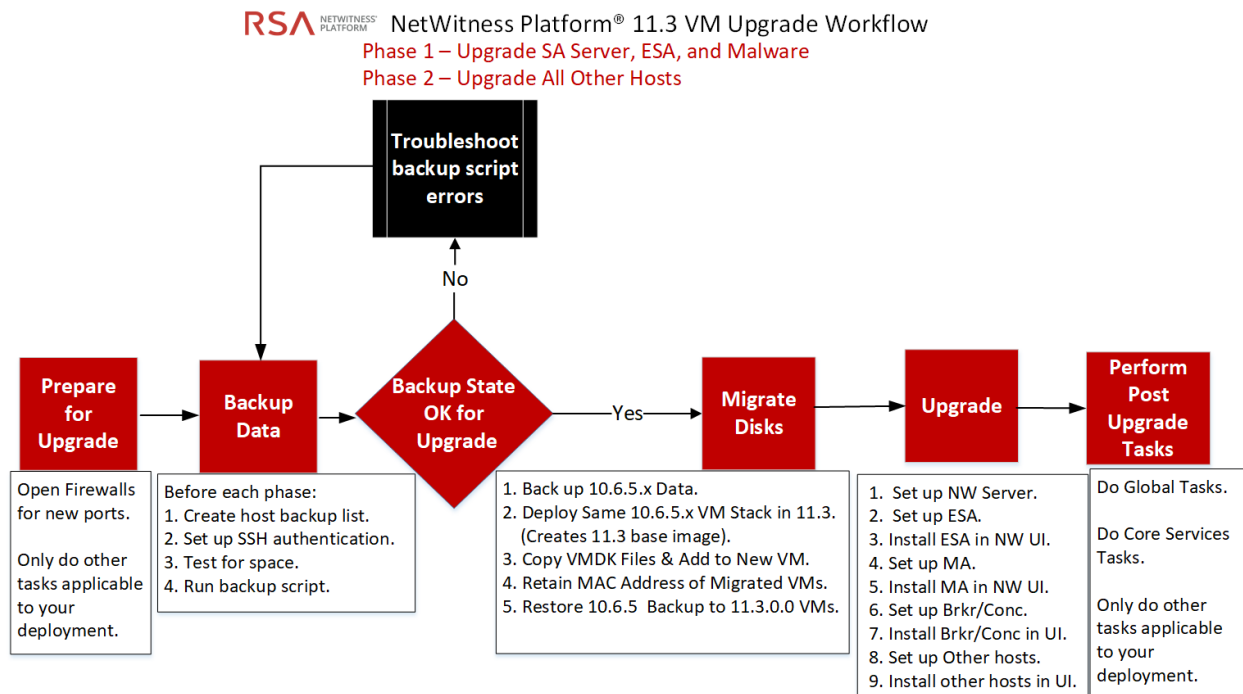 RSA NETWITNESS® PLATFORM NetWitness Platform® 11.3 VM Upgrade Workflow
Phase 1 – Upgrade SA Server, ESA, and Malware
Phase 2 – Upgrade All Other Hosts
Troubleshoot
backup script
errors
No
Prepare
for
Upgrade
Backup
Data
Backup State
OK for
Upgrade
Yes
Migrate
Disks
Upgrade
Perform
Post
Upgrade
Tasks
Open Firewalls
for new ports.
Only do other
tasks applicable
to your
deployment.
Before each phase:
1. Create host backup list.
2. Set up SSH authentication.
3. Test for space.
4. Run backup script.
1. Back up 10.6.5.x Data.
2. Deploy Same 10.6.5.x VM Stack in 11.3.
(Creates 11.3 base image).
3. Copy VMDK Files & Add to New VM.
4. Retain MAC Address of Migrated VMs.
5. Restore 10.6.5 Backup to 11.3.0.0 VMs.
1. Set up NW Server.
2. Set up ESA.
3. Install ESA in NW UI.
4. Set up MA.
5. Install MA in NW UI.
6. Set up Brkr/Conc.
7. Install Brkr/Conc in UI.
8. Set up Other hosts.
9. Install other hosts in UI.
Do Global Tasks.
Do Core Services
Tasks.
Only do other
tasks applicable
to your
deployment.